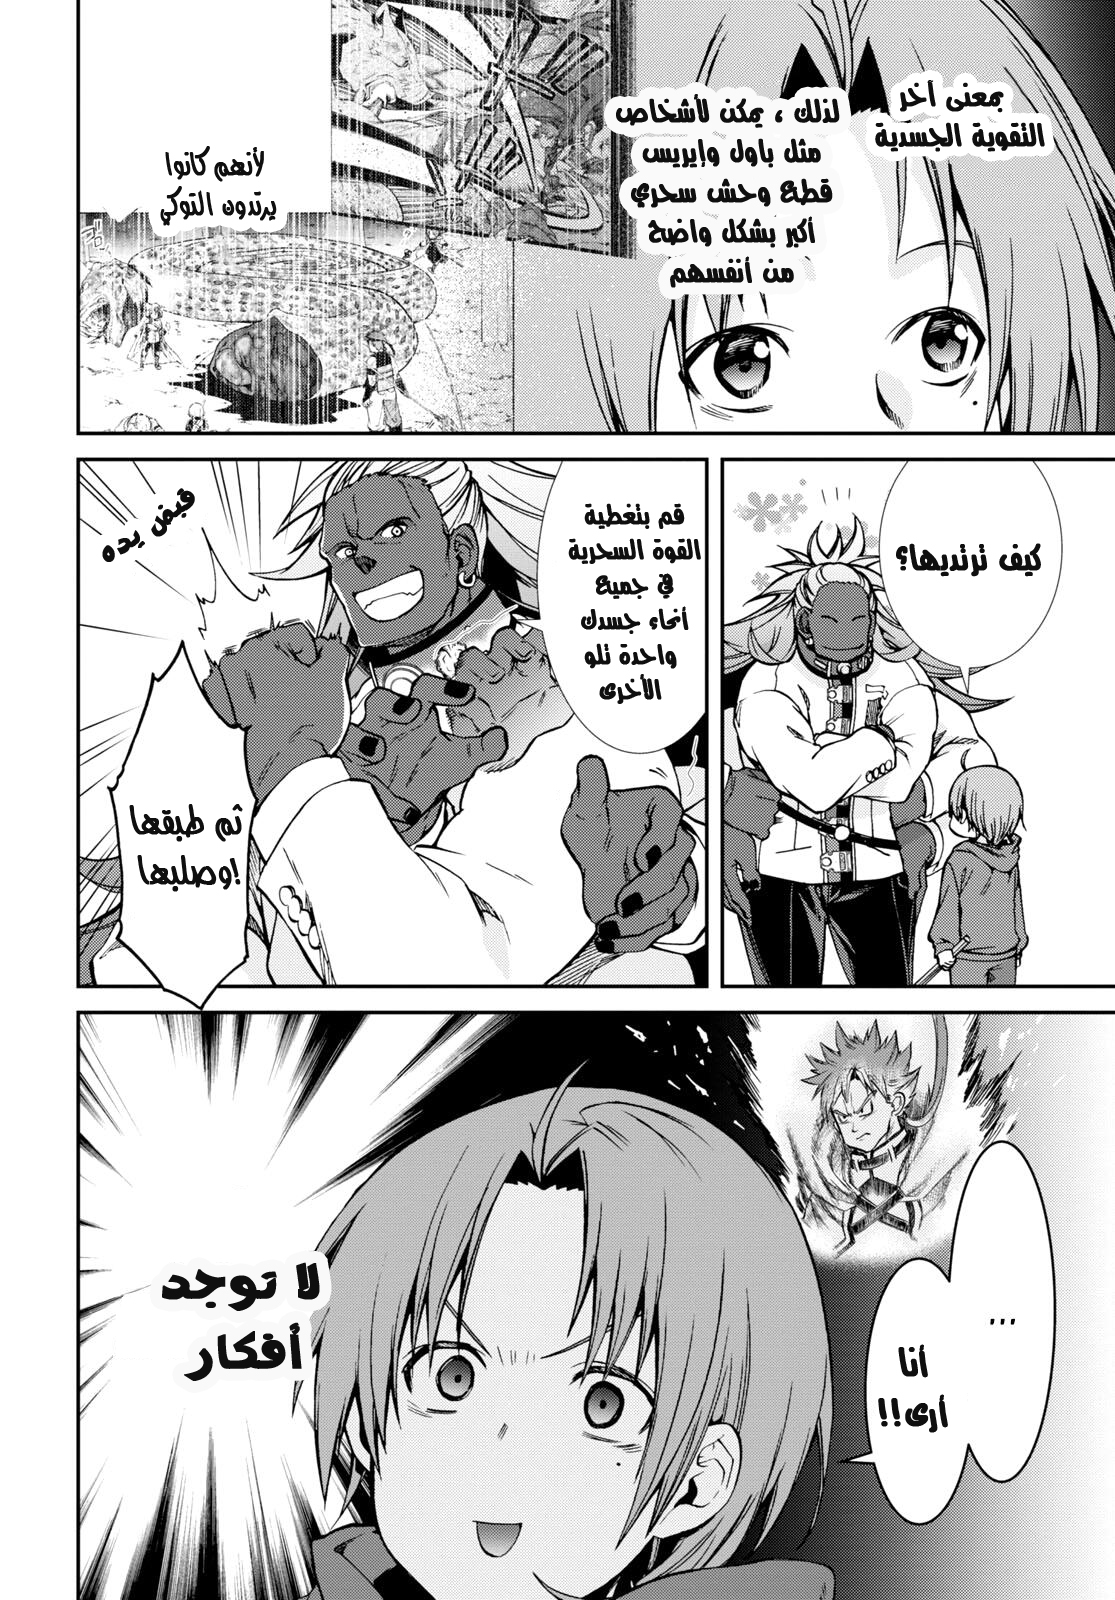 بمعنى آخر
التقوية الجسدية
لذلك ، يمكن لأشخاص
مثل باول وإيريس
قطع وحش سحري
أكبر بشكل واضح
من أنفسهم
لأنهم كانوا
يرتدون التوكي
كيف ترتديها؟
قم بتغطية
القوة السحرية
في جميع
أنحاء جسدك
واحدة تلو
الأخرى
قبض يده
ثم طبقها
وصلبها!
...
أنا
أرى!!
لا توجد
أفكار